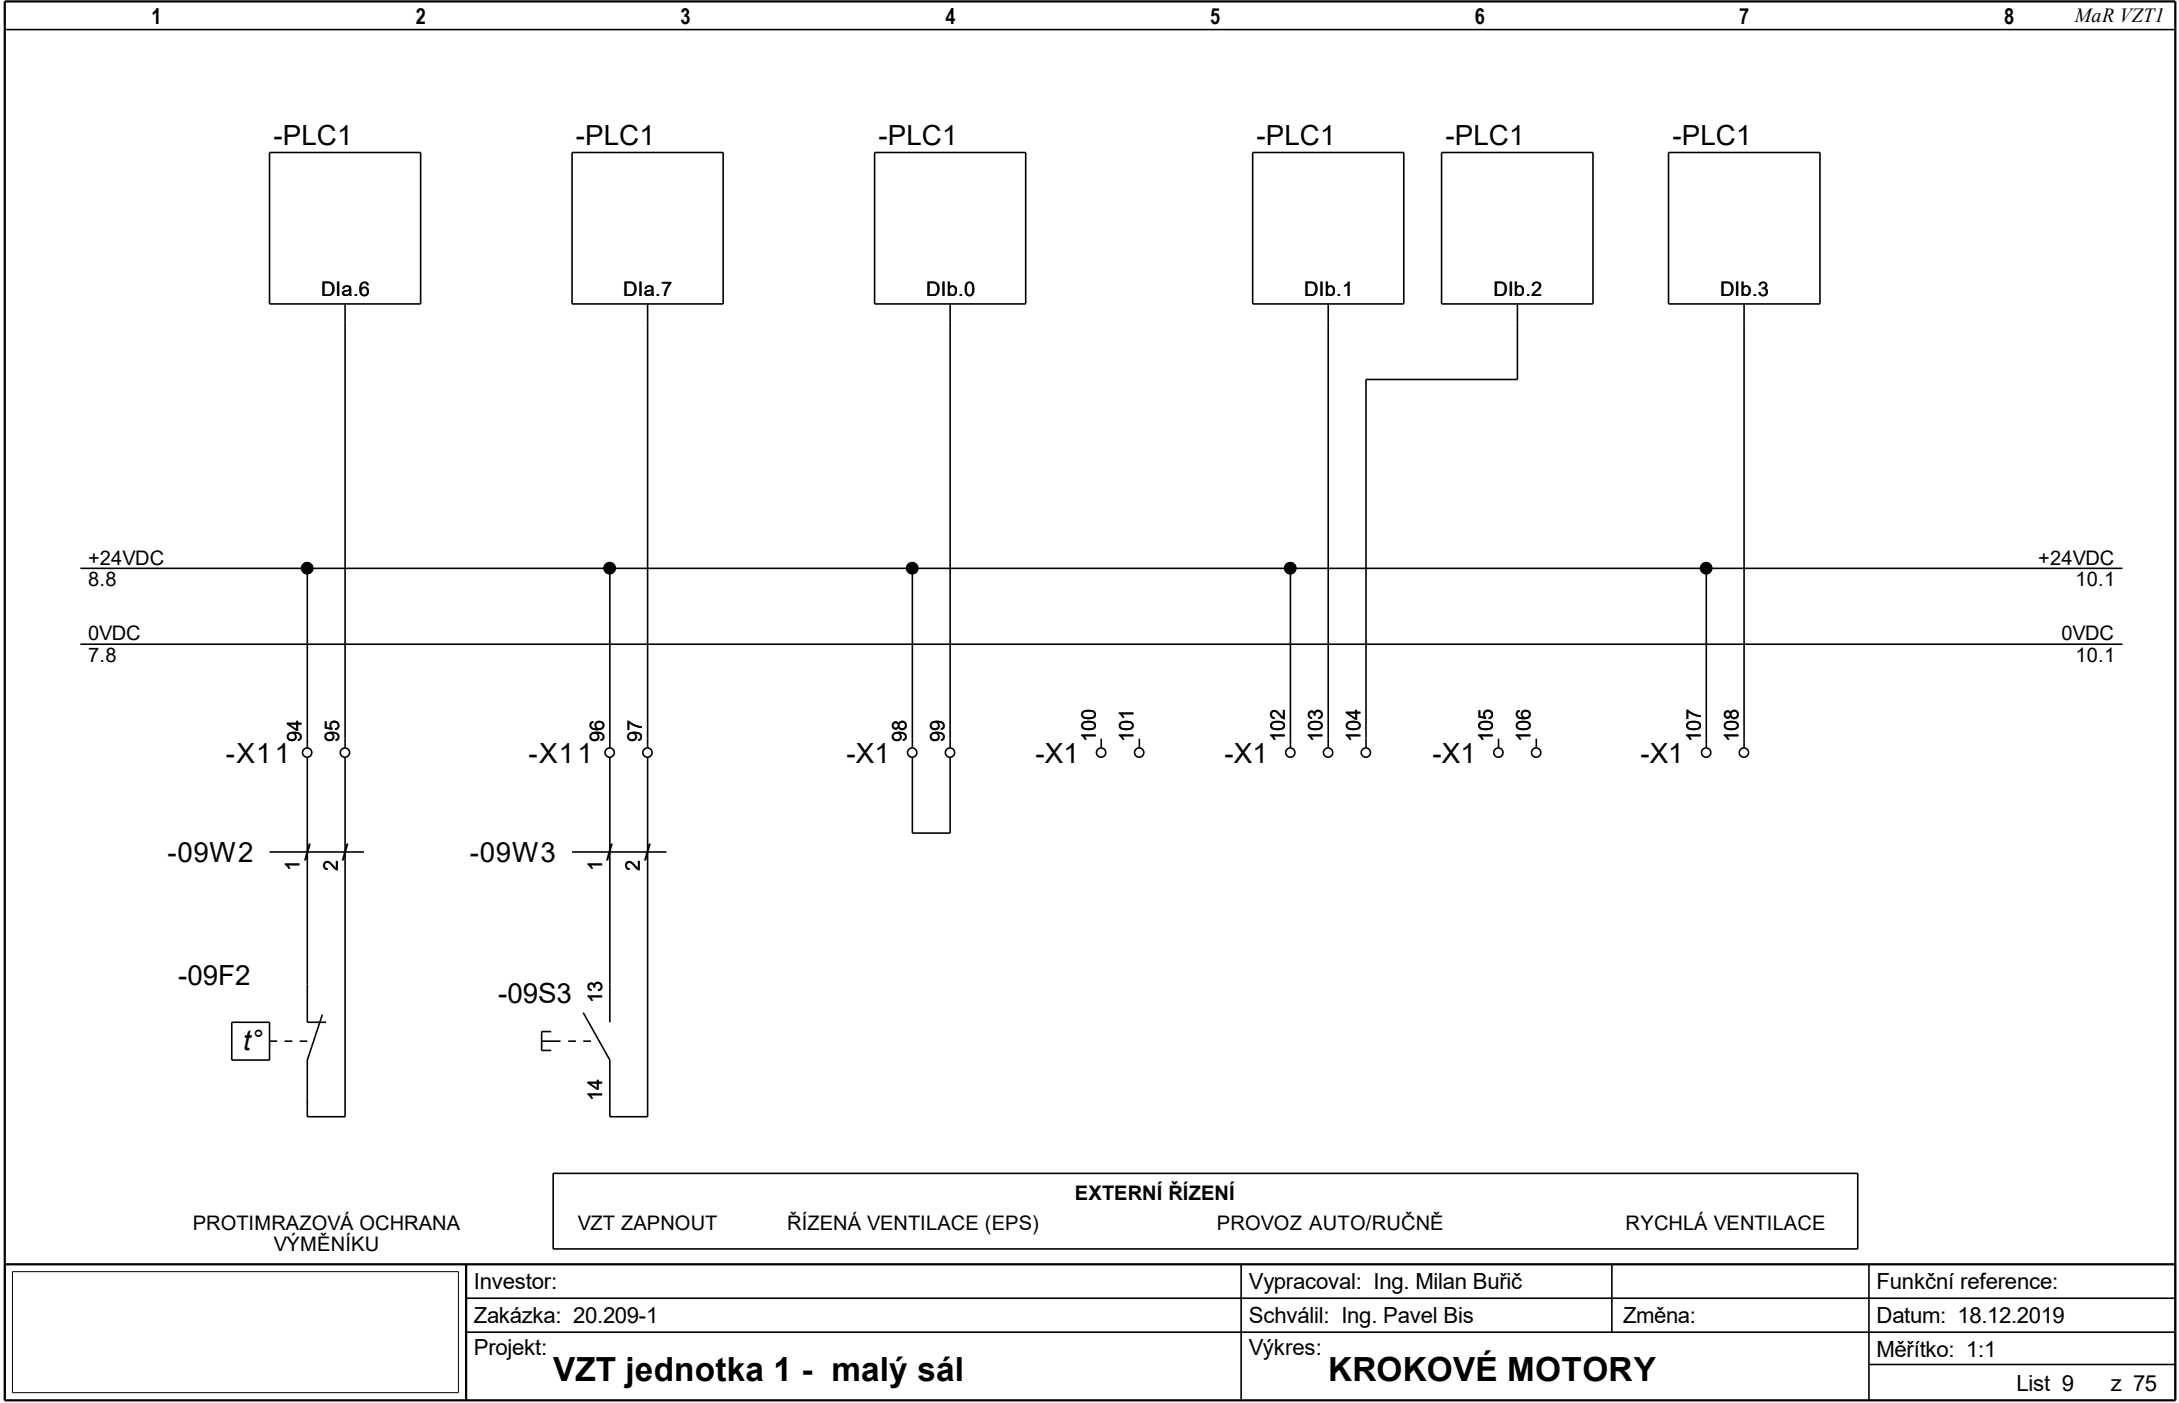 1 2 3 4 5 6 7 8 MaR VZT1
-PLC1 -PLC1 -PLC1 -PLC1 -PLC1 -PLC1
DIa.6 DIa.7 DIb.0 DIb.1 DIb.2 DIb.3
+24VDC +24VDC
8.8 10.1
0VDC 0VDC
7.8 10.1
94 95 96 97 98 99 100 101 102 103 104 105 106 107 108
-X11 -X11 -X1 -X1 -X1 -X1 -X1
-09W2 1 2 -09W3 1 2
-09F2
-09S3 13
t°
14
EXTERNÍ ŘÍZENÍ
PROTIMRAZOVÁ OCHRANA VZT ZAPNOUT ŘÍZENÁ VENTILACE (EPS) PROVOZ AUTO/RUČNĚ RYCHLÁ VENTILACE
VÝMĚNÍKU
Investor: Vypracoval: Ing. Milan Buřič Funkční reference:
Zakázka: 20.209-1 Schválil: Ing. Pavel Bis Změna: Datum: 18.12.2019
Projekt: VZT jednotka 1 - malý sál Výkres: KROKOVÉ MOTORY Měřítko: 1:1
List 9 z 75